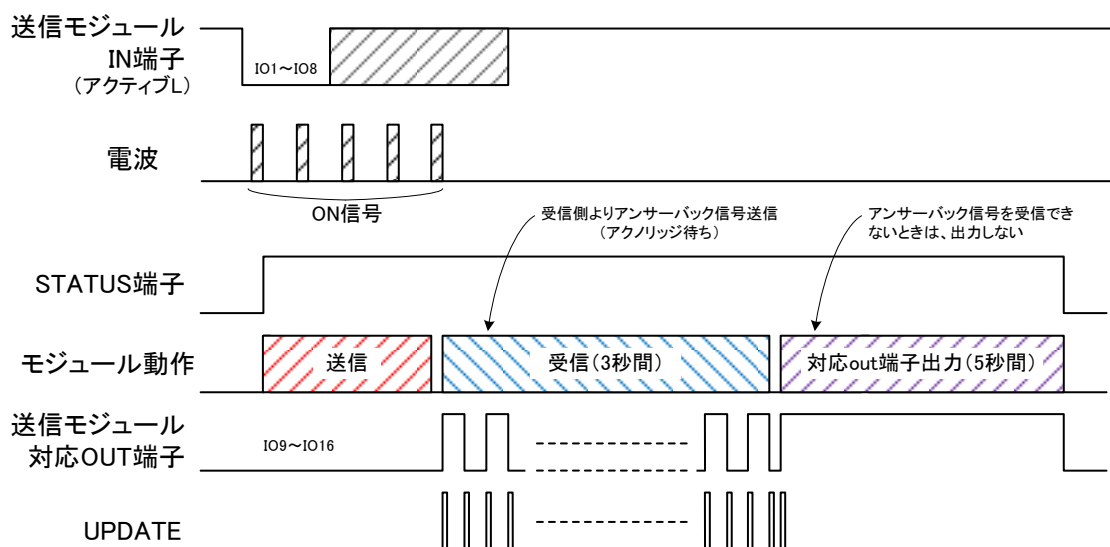 送信モジュール
IN端子
(アクティブL)
IO1～IO8
電波
ON信号
受信側よりアンサーバック信号送信
(アクノリッジ待ち)
アンサーバック信号を受信でき
ないときは、出力しない
STATUS端子
モジュール動作
送信
受信(3秒間)
対応out端子出力(5秒間)
送信モジュール
対応OUT端子
IO9～IO16
UPDATE